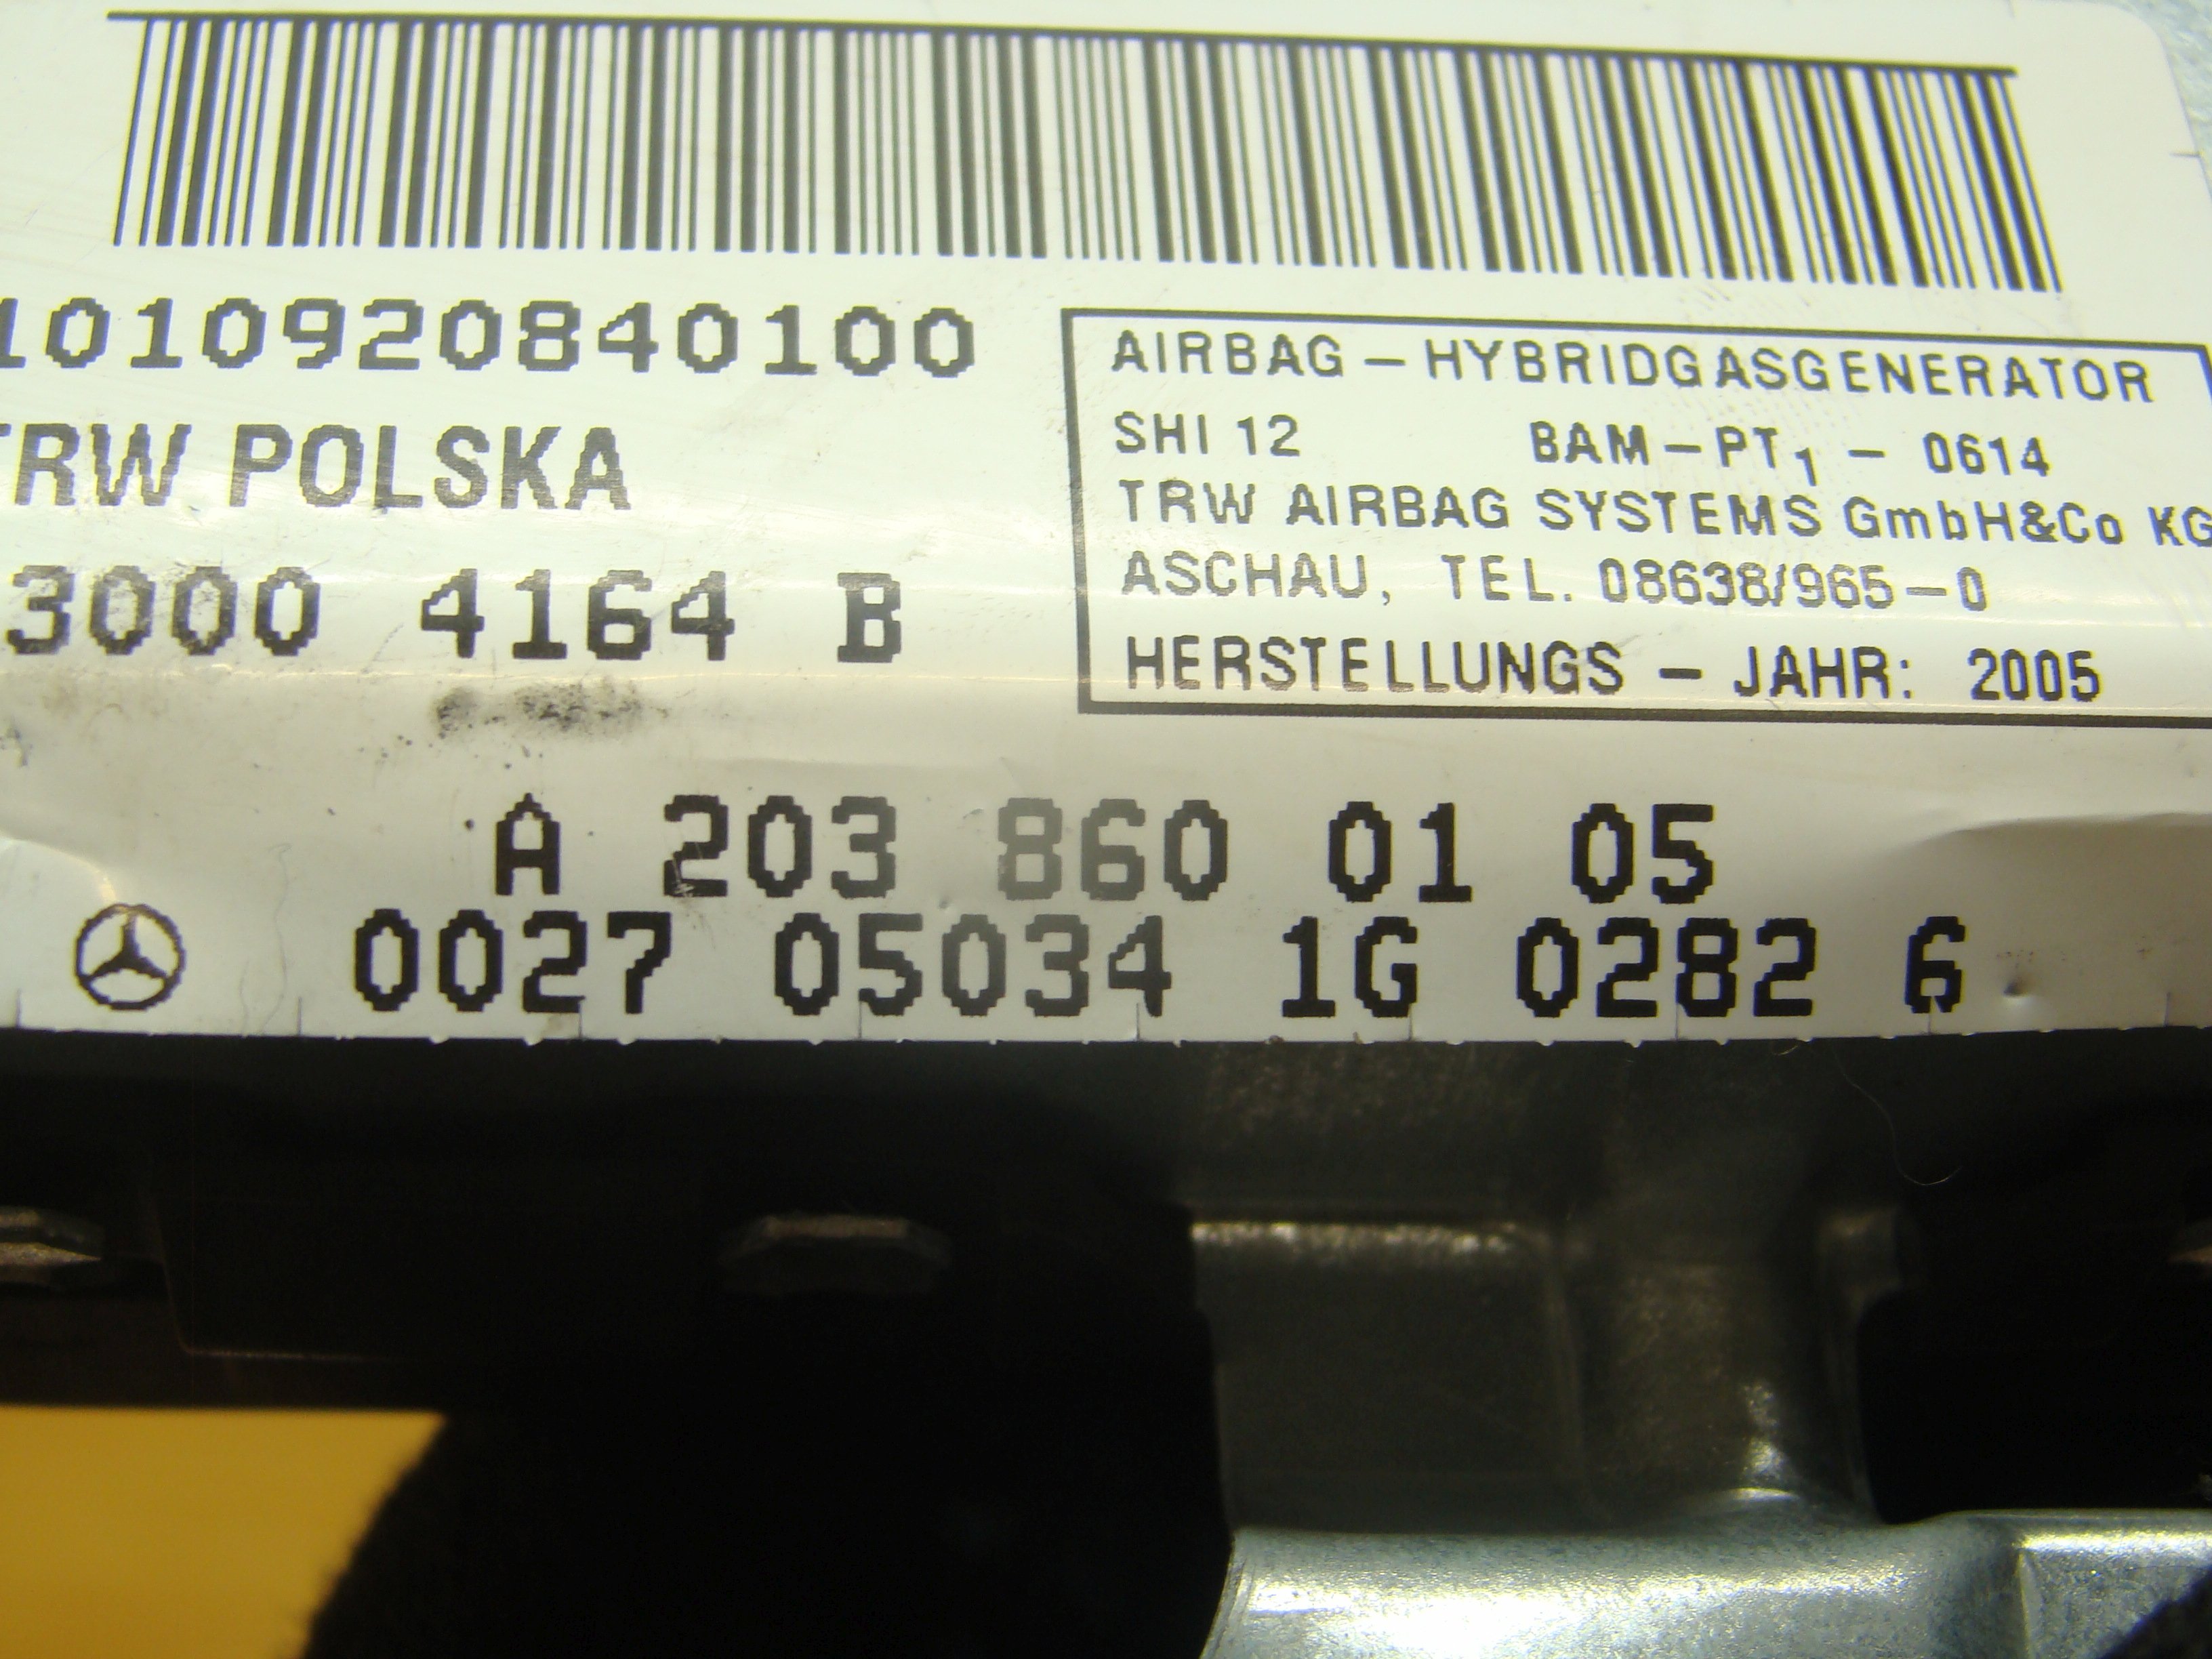 1010920840100
TRW POLSKA
3000 4164 B
AIRBAG – HYBRIDGASGENERATOR
SHI 12 BAM – PT1 – 0614
TRW AIRBAG SYSTEMS GmbH&Co KG
ASCHAU, TEL. 08638/965–0
HERSTELLUNGS – JAHR: 2005
A 203 860 01 05
0027 05034 1G 0282 6